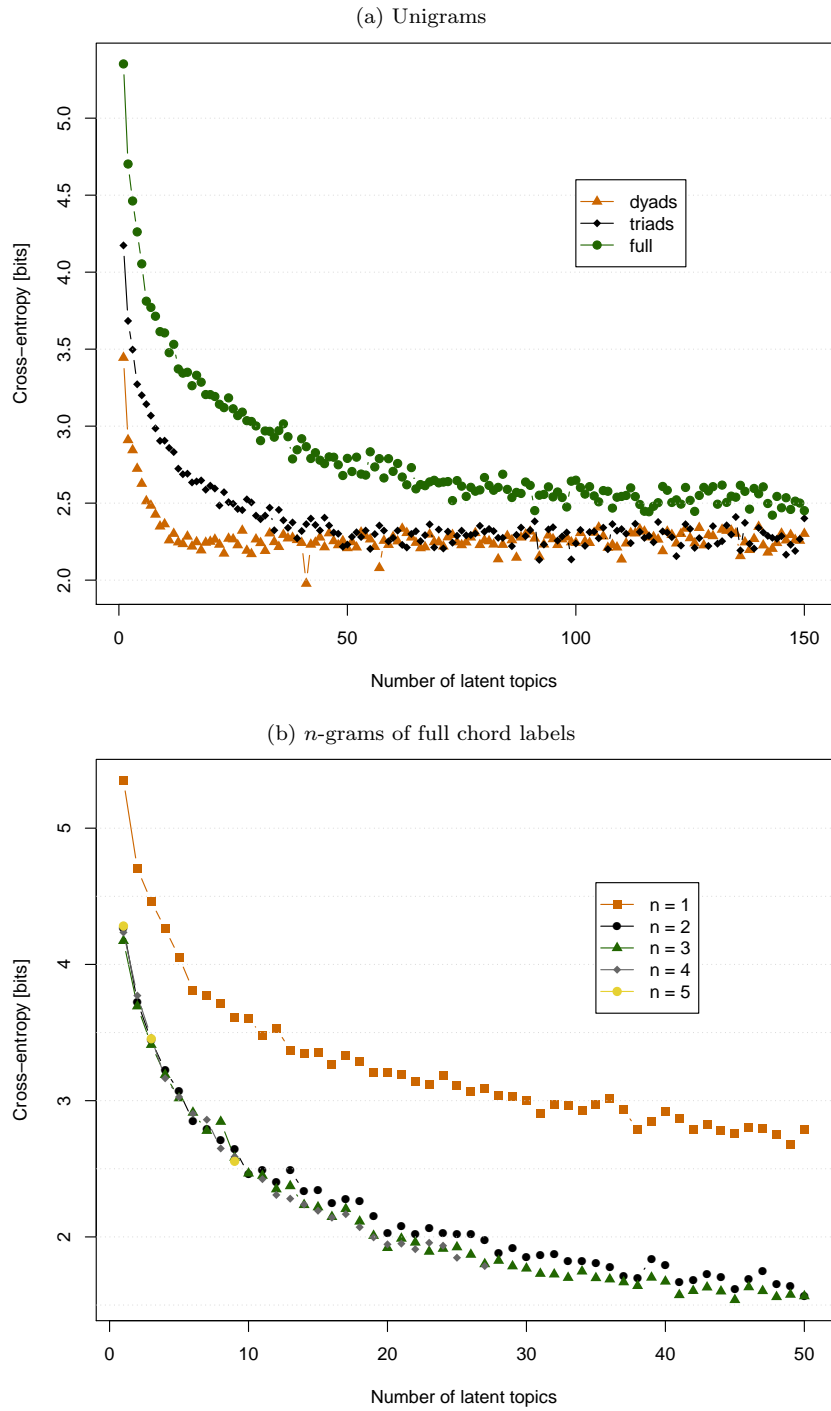 (a) Unigrams
Cross−entropy [bits]
5.0
4.5
4.0
3.5
3.0
2.5
2.0
dyads
triads
full
0 50 100 150
Number of latent topics
(b) n-grams of full chord labels
Cross−entropy [bits]
5
4
3
2
n = 1
n = 2
n = 3
n = 4
n = 5
0 10 20 30 40 50
Number of latent topics